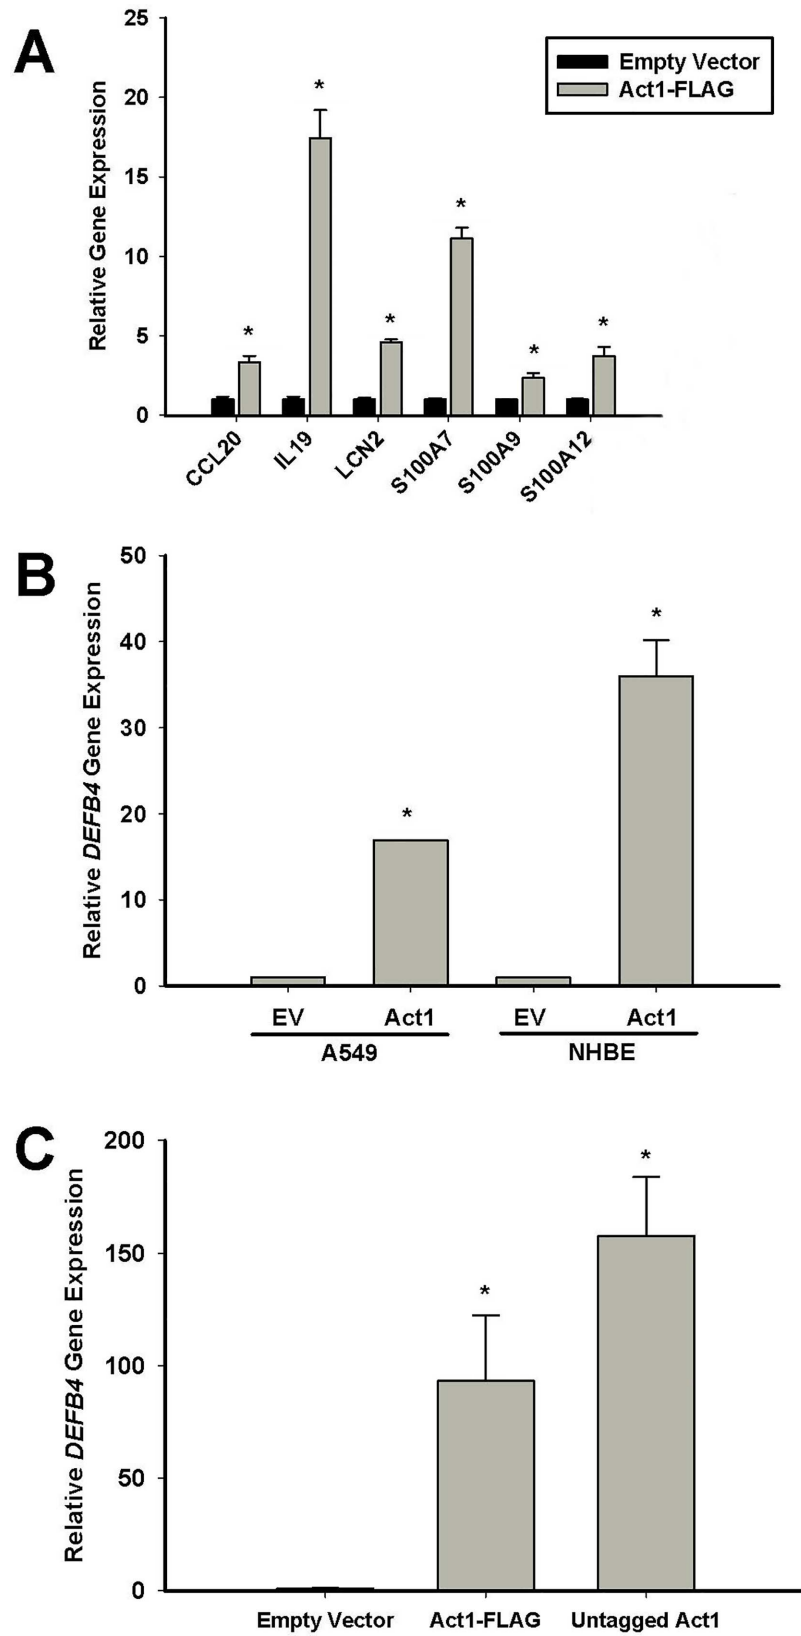 A
Relative Gene Expression
25
20
15
10
5
0
Empty Vector
Act1-FLAG
*
*
*
*
*
*
CCL20
IL19
LCN2
S100A7
S100A9
S100A12
B
Relative DEFB4 Gene Expression
50
40
30
20
10
0
*
*
EV Act1 EV Act1
A549 NHBE
C
Relative DEFB4 Gene Expression
200
150
100
50
0
*
*
Empty Vector Act1-FLAG Untagged Act1